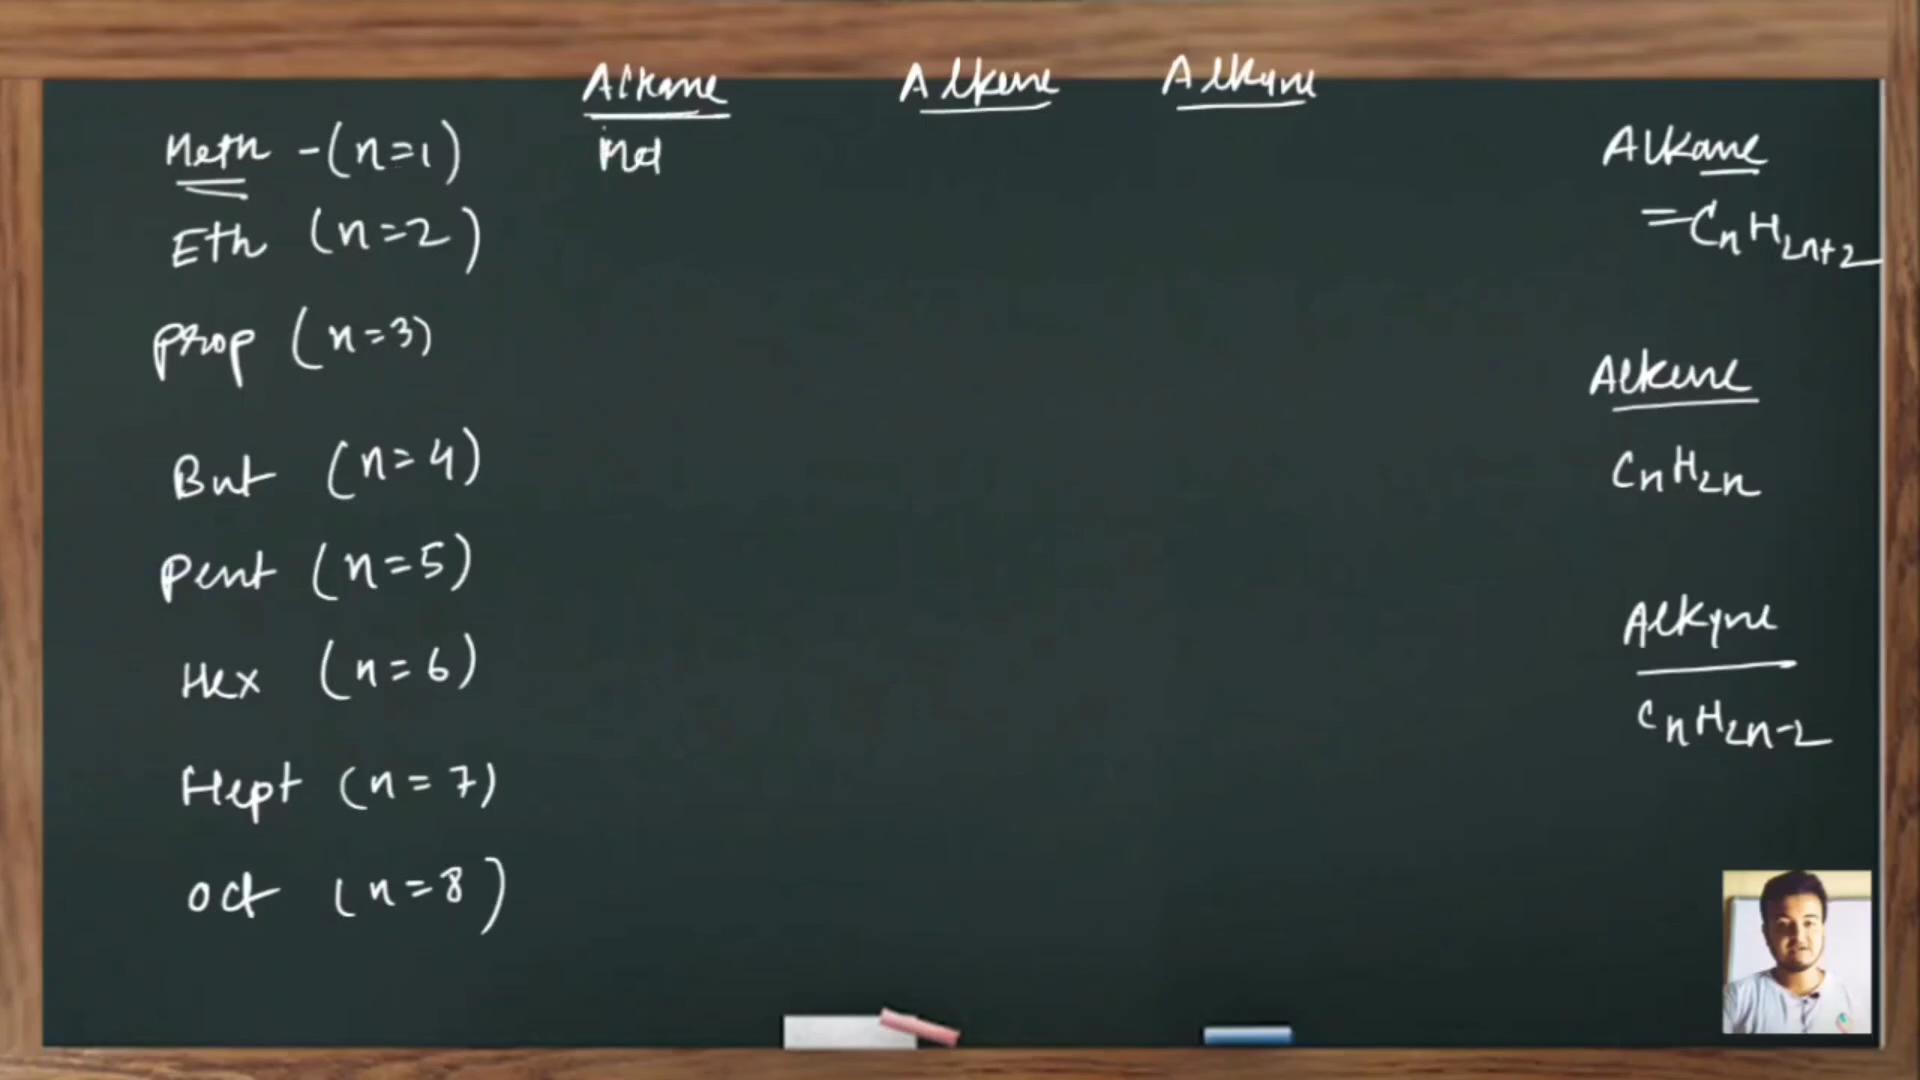 Alkane Alkene Alkyne
Meth - (n=1) Met
Eth (n=2)
Prop (n=3)
But (n=4)
Pent (n=5)
Hex (n=6)
Hept (n=7)
Oct (n=8)
Alkane
= CnH2n+2
Alkene
CnH2n
Alkyne
CnH2n-2